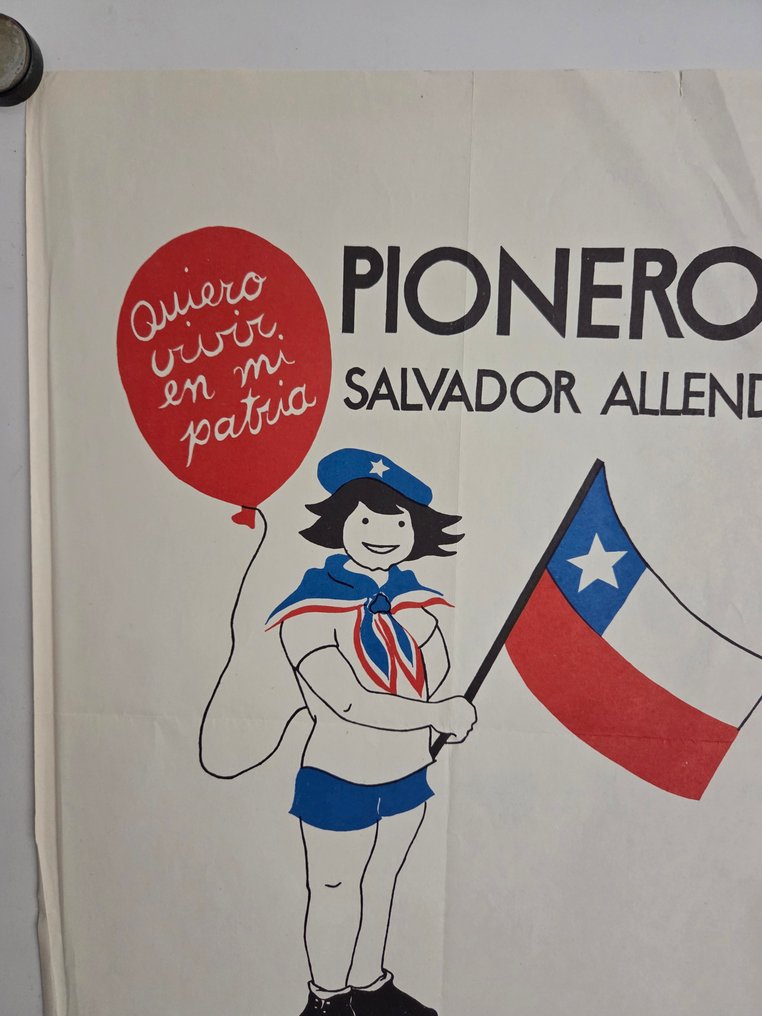 Quiero
vivir
en mi
patria
PIONERO
SALVADOR ALLEND